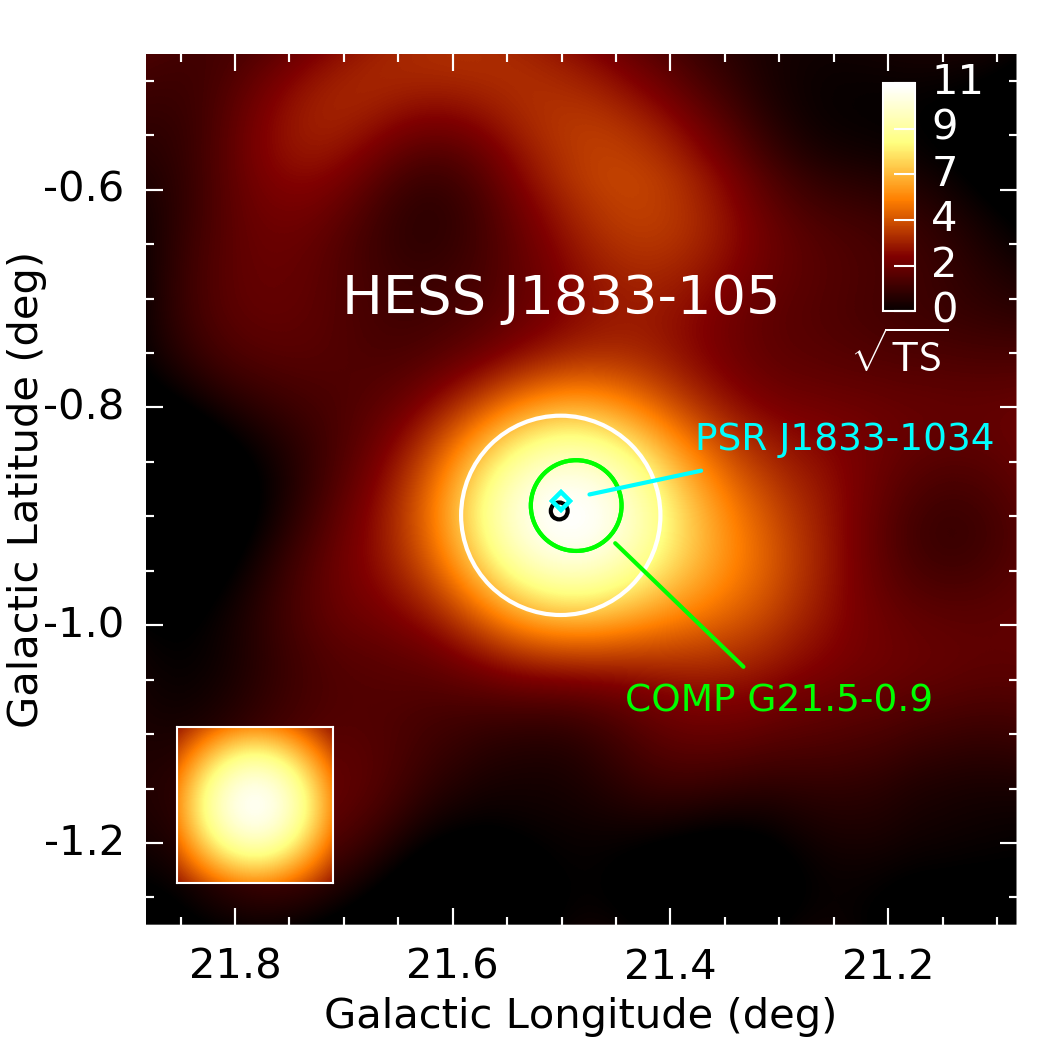 11
9
7
4
2
0
√TS
HESS J1833-105
PSR J1833-1034
COMP G21.5-0.9
-0.6
-0.8
-1.0
-1.2
Galactic Latitude (deg)
21.8 21.6 21.4 21.2
Galactic Longitude (deg)